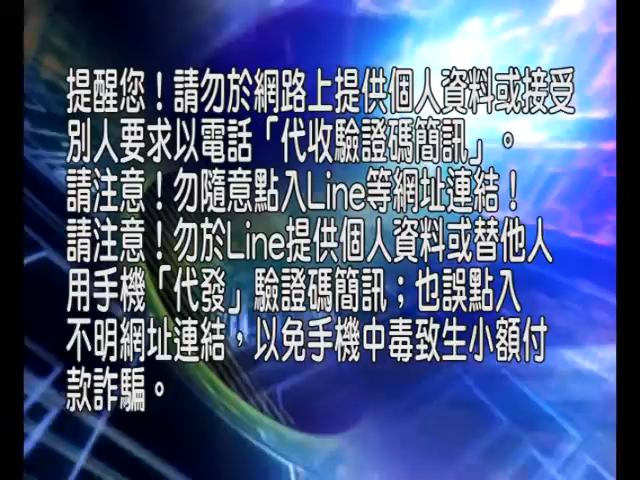 提醒您！請勿於網路上提供個人資料或接受
別人要求以電話「代收驗證碼簡訊」。
請注意！勿隨意點入Line等網址連結！
請注意！勿於Line提供個人資料或替他人
用手機「代發」驗證碼簡訊；也誤點入
不明網址連結，以免手機中毒致生小額付
款詐騙。